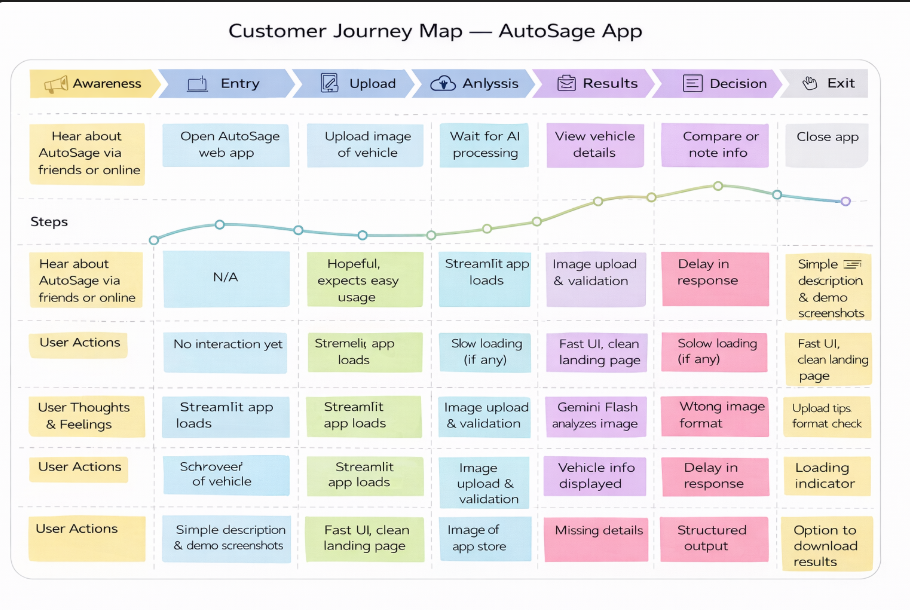 Customer Journey Map — AutoSage App
Awareness
Entry
Upload
Anlyssis
Results
Decision
Exit
Hear about
AutoSage via
friends or online
Open AutoSage
web app
Upload image
of vehicle
Wait for AI
processing
View vehicle
details
Compare or
note info
Close app
Steps
Hear about
AutoSage via
friends or online
N/A
Hopeful,
expects easy
usage
Streamlit app
loads
Image upload
& validation
Delay in
response
Simple
description
& demo
screenshots
User Actions
No interaction yet
Stremeli; app
loads
Slow loading
(if any)
Fast UI, clean
landing page
Solow loading
(if any)
Fast UI,
clean landing
page
User Thoughts
& Feelings
Streamlit app
loads
Streamlit
app loads
Image upload
& validation
Gemini Flash
analyzes image
Wtong image
format
Upload tips.
format check
User Actions
Schroveer'
of vehicle
Streamlit
app loads
Image
upload &
validation
Vehicle info
displayed
Delay in
response
Loading
indicator
User Actions
Simple description
& demo screenshots
Fast UI, clean
landing page
Image of
app store
Missing details
Structured
output
Option to
download
results